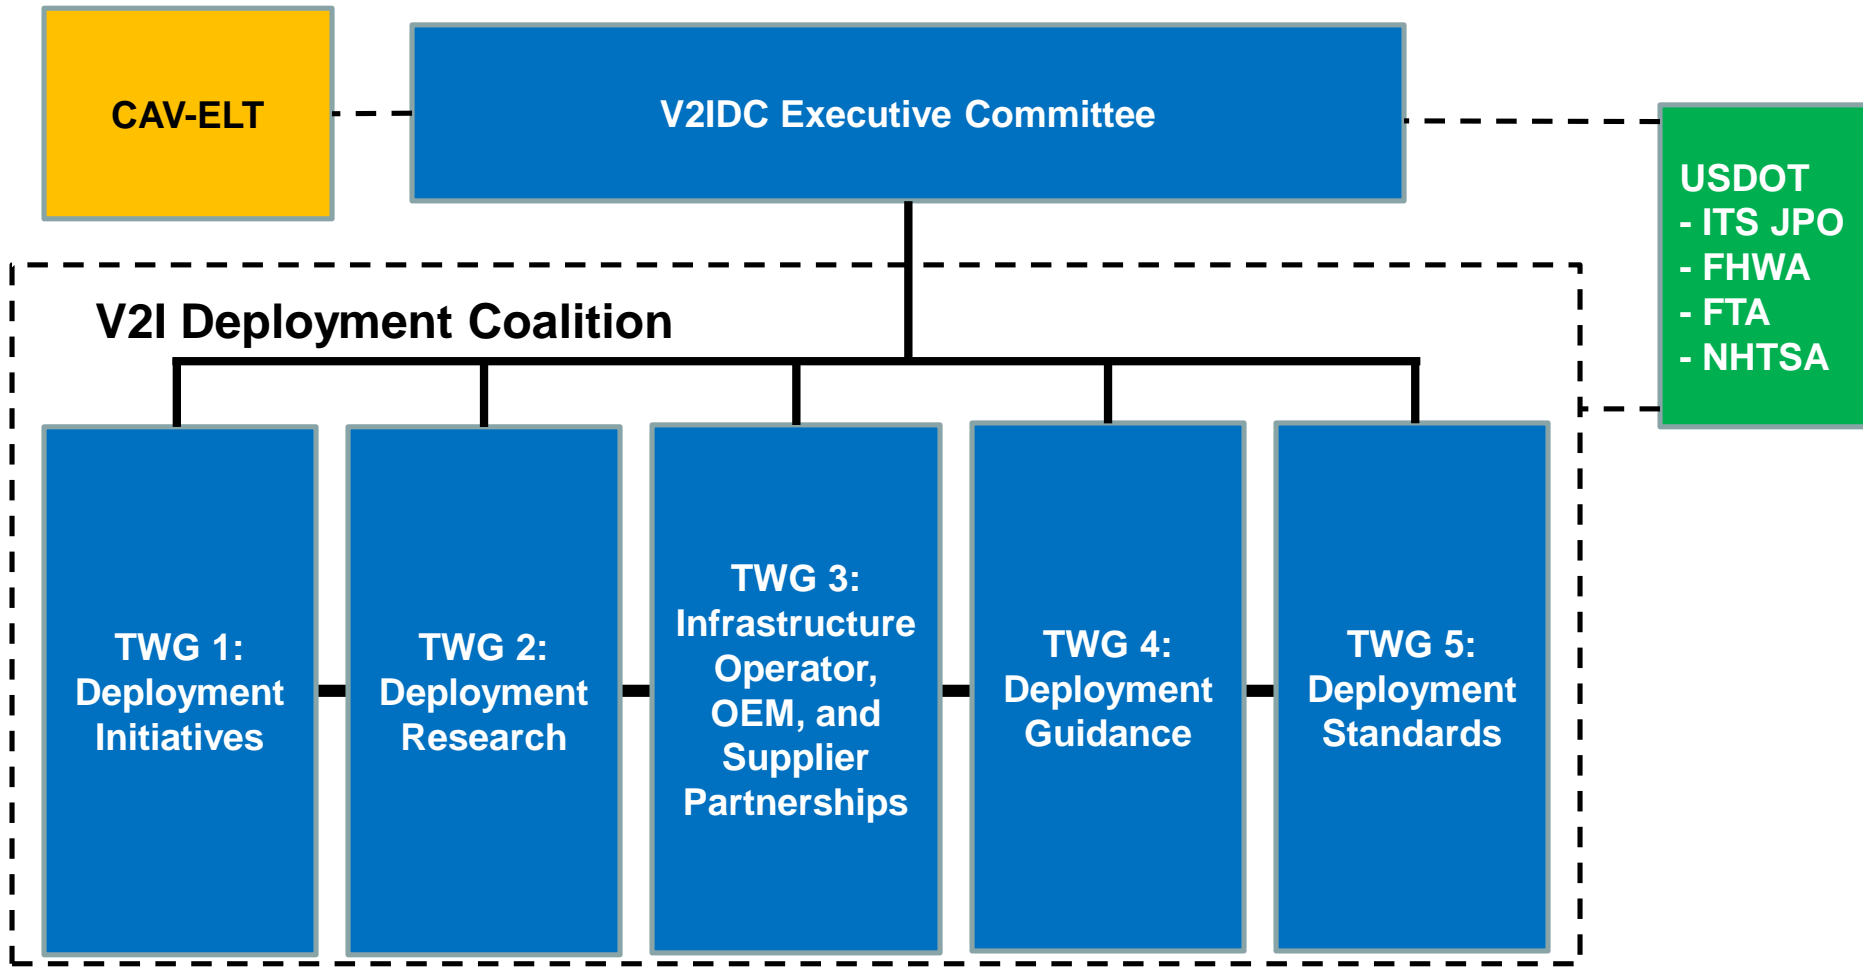 CAV-ELT
V2IDC Executive Committee
USDOT
- ITS JPO
- FHWA
- FTA
- NHTSA
V2I Deployment Coalition
TWG 1:
Deployment
Initiatives
TWG 2:
Deployment
Research
TWG 3:
Infrastructure
Operator,
OEM, and
Supplier
Partnerships
TWG 4:
Deployment
Guidance
TWG 5:
Deployment
Standards